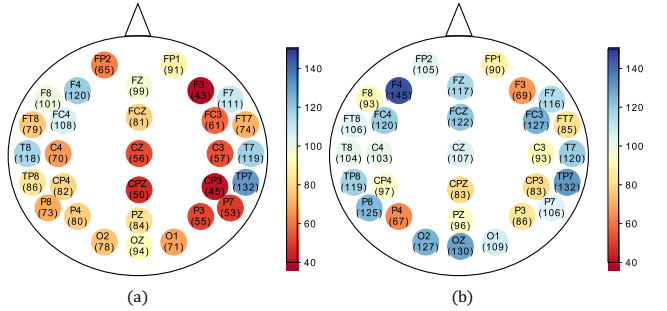 FP2
(65)
FP1
(91)
F8
(101)
F4
(120)
FZ
(99)
F3
(43)
F7
(111)
FT8
(79)
FC4
(108)
FCZ
(81)
FC3
(61)
FT7
(74)
T8
(118)
C4
(70)
CZ
(56)
C3
(57)
T7
(119)
TP8
(86)
CP4
(82)
CPZ
(50)
CP3
(45)
TP7
(132)
P8
(73)
P4
(80)
PZ
(84)
P3
(55)
P7
(53)
O2
(78)
OZ
(94)
O1
(71)
140
120
100
80
60
40
(a)
FP2
(105)
FP1
(90)
F8
(93)
F4
(145)
FZ
(117)
F3
(69)
F7
(116)
FT8
(106)
FC4
(120)
FCZ
(122)
FC3
(127)
FT7
(85)
T8
(104)
C4
(103)
CZ
(107)
C3
(93)
T7
(120)
TP8
(119)
CP4
(97)
CPZ
(83)
CP3
(83)
TP7
(132)
P8
(125)
P4
(67)
PZ
(96)
P3
(86)
P7
(106)
O2
(127)
OZ
(130)
O1
(109)
140
120
100
80
60
40
(b)